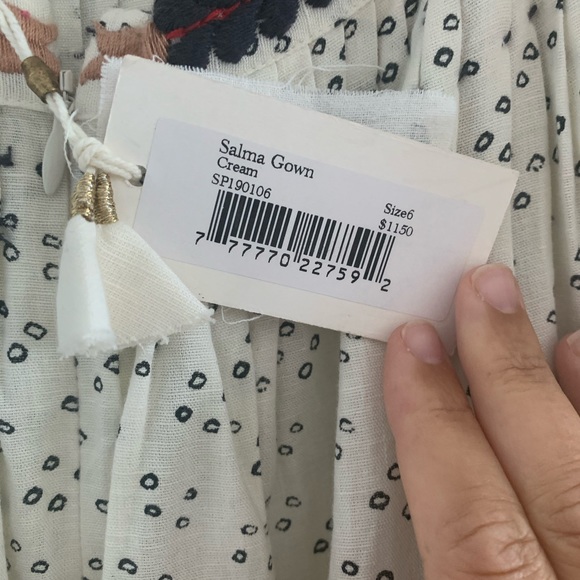 Salma Gown
Cream
SP190106
Size6
$1150
7 77770 22759 2